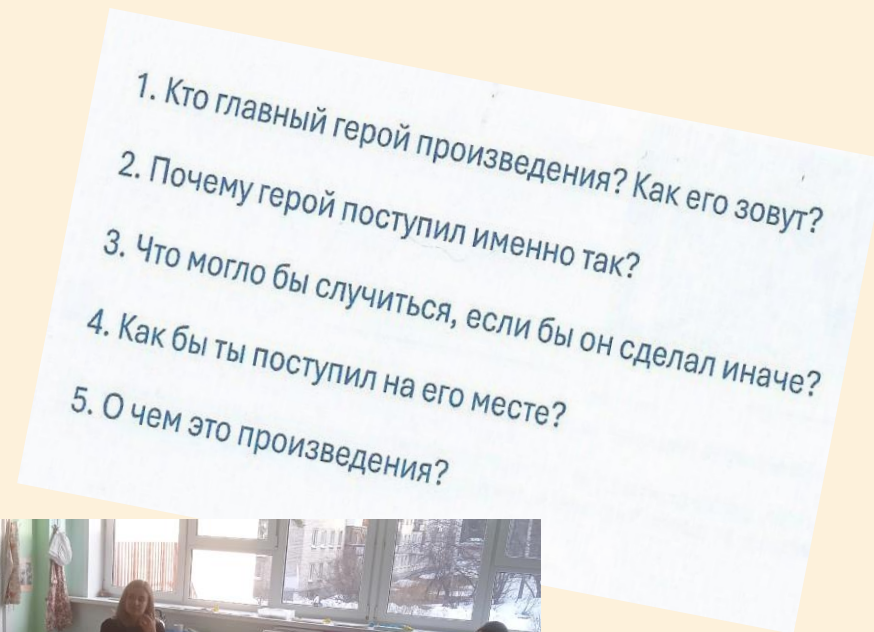 1. Кто главный герой произведения? Как его зовут?
2. Почему герой поступил именно так?
3. Что могло бы случиться, если бы он сделал иначе?
4. Как бы ты поступил на его месте?
5. О чем это произведения?